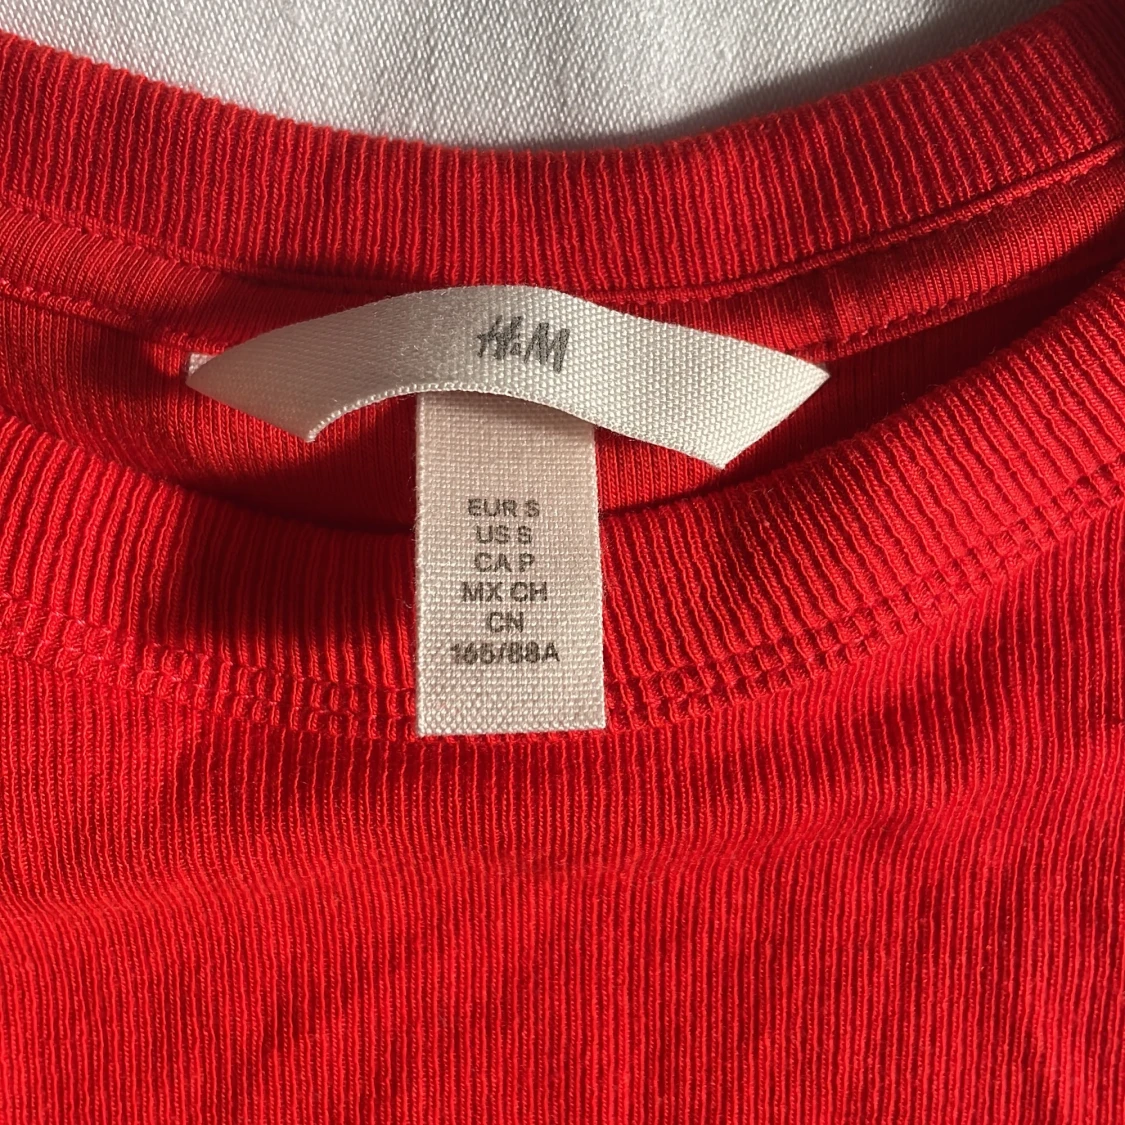 H&M
EUR S
US S
CA P
MX CH
CN
165/88A